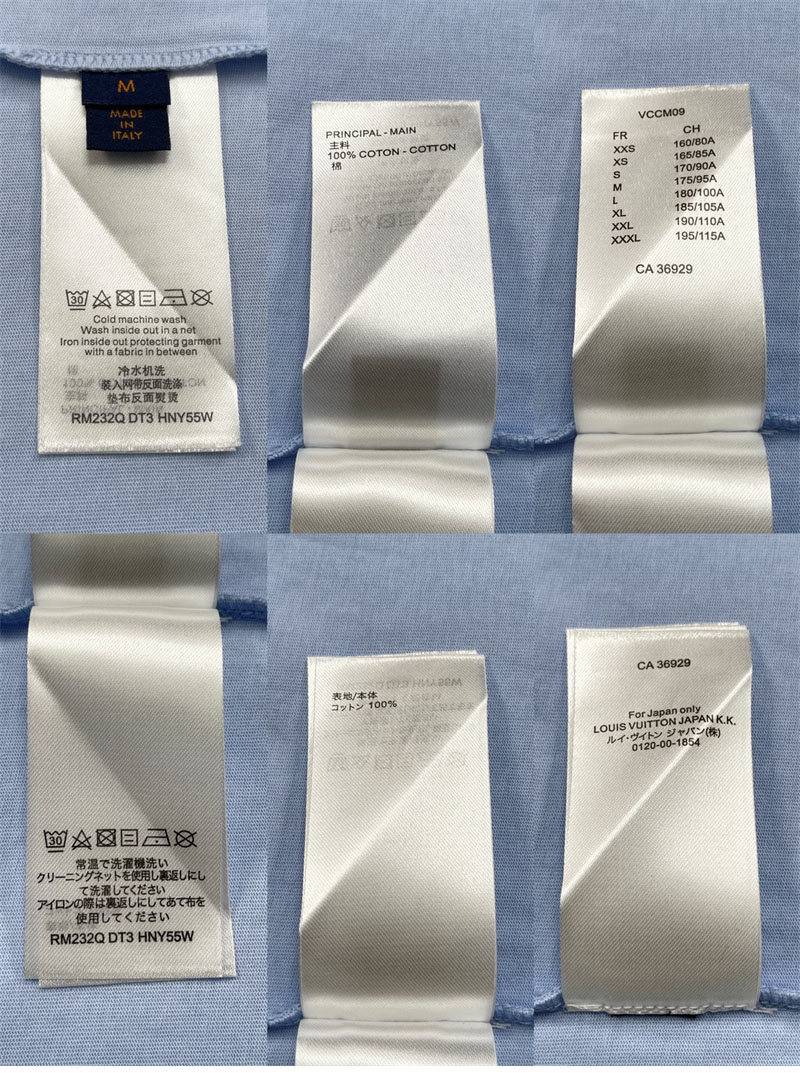 M
MADE
IN
ITALY
30
Cold machine wash
Wash inside out in a net
Iron inside out protecting garment
with a fabric in between
冷水机洗
装入网带反面洗涤
垫布反面熨烫
RM232Q DT3 HNY55W
PRINCIPAL - MAIN
主料
100% COTON - COTTON
棉
VCCM09
FR CH
XXS 160/80A
XS 165/85A
S 170/90A
M 175/95A
L 180/100A
XL 185/105A
XXL 190/110A
XXXL 195/115A
CA 36929
30
常温で洗濯機洗い
クリーニングネットを使用し裏返しにし
て洗濯してください
アイロンの際は裏返しにしてあて布を
使用してください
RM232Q DT3 HNY55W
表地/本体
コットン 100%
CA 36929
For Japan only
LOUIS VUITTON JAPAN K.K.
ルイ・ヴィトン ジャパン(株)
0120-00-1854